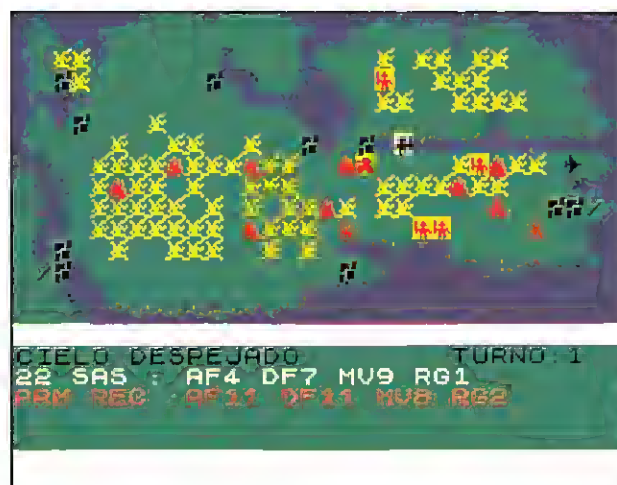 CIELO DESPEJADO TURNO:1
22 SAS : AF4 DF7 MV9 RG1
PRM REC AF11 DF11 MV8 RG2